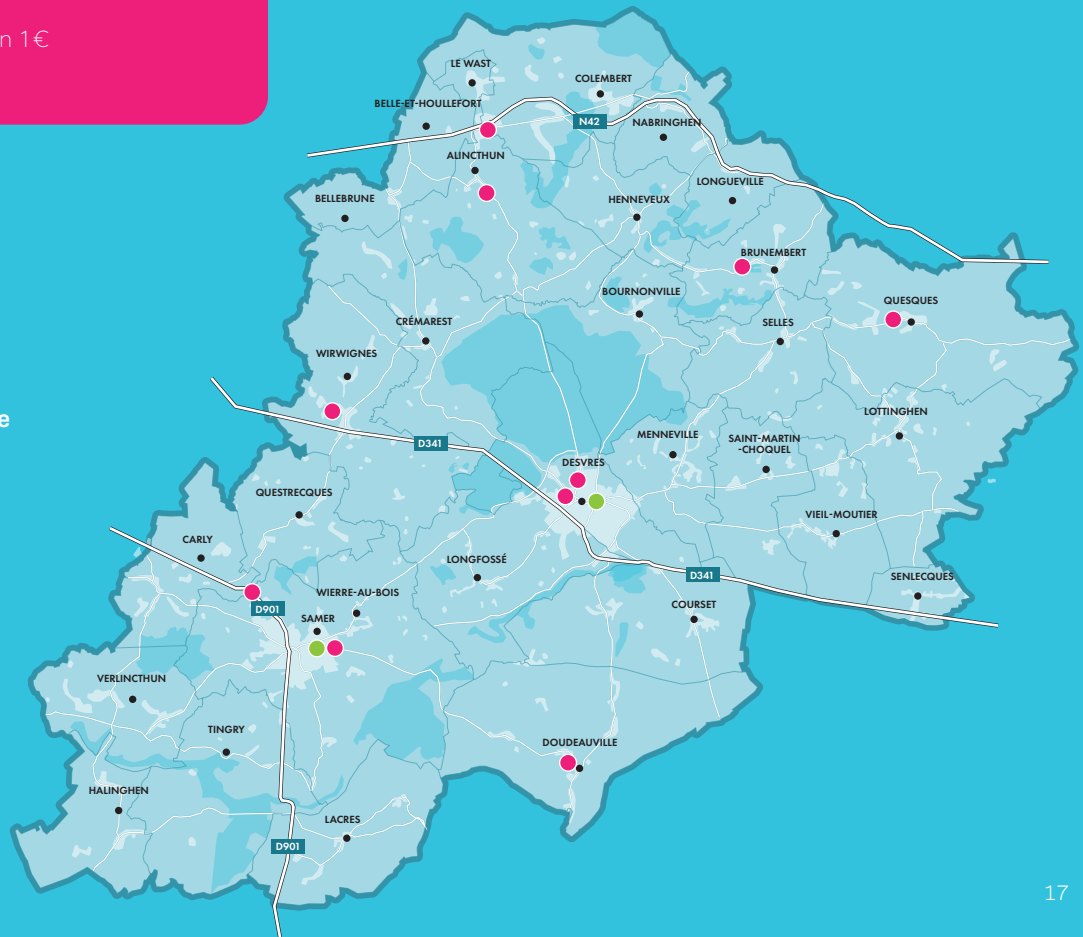 n 1€
LE WAST
COLEMBERT
BELLE-ET-HOULLEFORT
N42
NABRINGHEN
ALINCTHUN
LONGUEVILLE
BELLEBRUNE
HENNEVEUX
BRUNEMBERT
BOURNONVILLE
QUESQUES
CRÉMAREST
SELLES
WIRWIGNES
e
LOTTINGHEN
MENNEVILLE
SAINT-MARTIN
-CHOQUEL
D341
DESVRES
QUESTRECQUES
VIEIL-MOUTIER
CARLY
LONGFOSSÉ
D341
SENLECQUES
WIERRE-AU-BOIS
D901
COURSET
SAMER
VERLINCTHUN
TINGRY
DOUDEAUVILLE
HALINGHEN
LACRES
D901
17